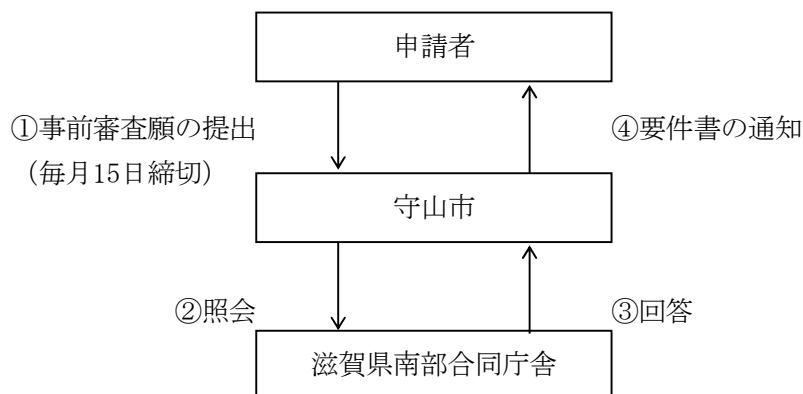 申請者
①事前審査願の提出
(毎月15日締切)
④要件書の通知
守山市
②照会
③回答
滋賀県南部合同庁舎